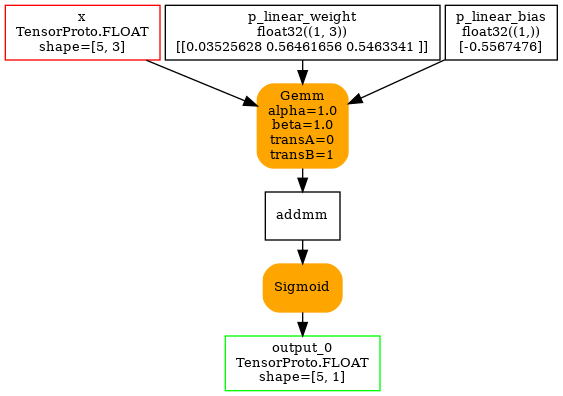 x
TensorProto.FLOAT
shape=[5, 3]
p_linear_weight
float32((1, 3))
[[0.03525628 0.56461656 0.5463341 ]]
p_linear_bias
float32((1,))
[-0.5567476]
Gemm
alpha=1.0
beta=1.0
transA=0
transB=1
addmm
Sigmoid
output_0
TensorProto.FLOAT
shape=[5, 1]